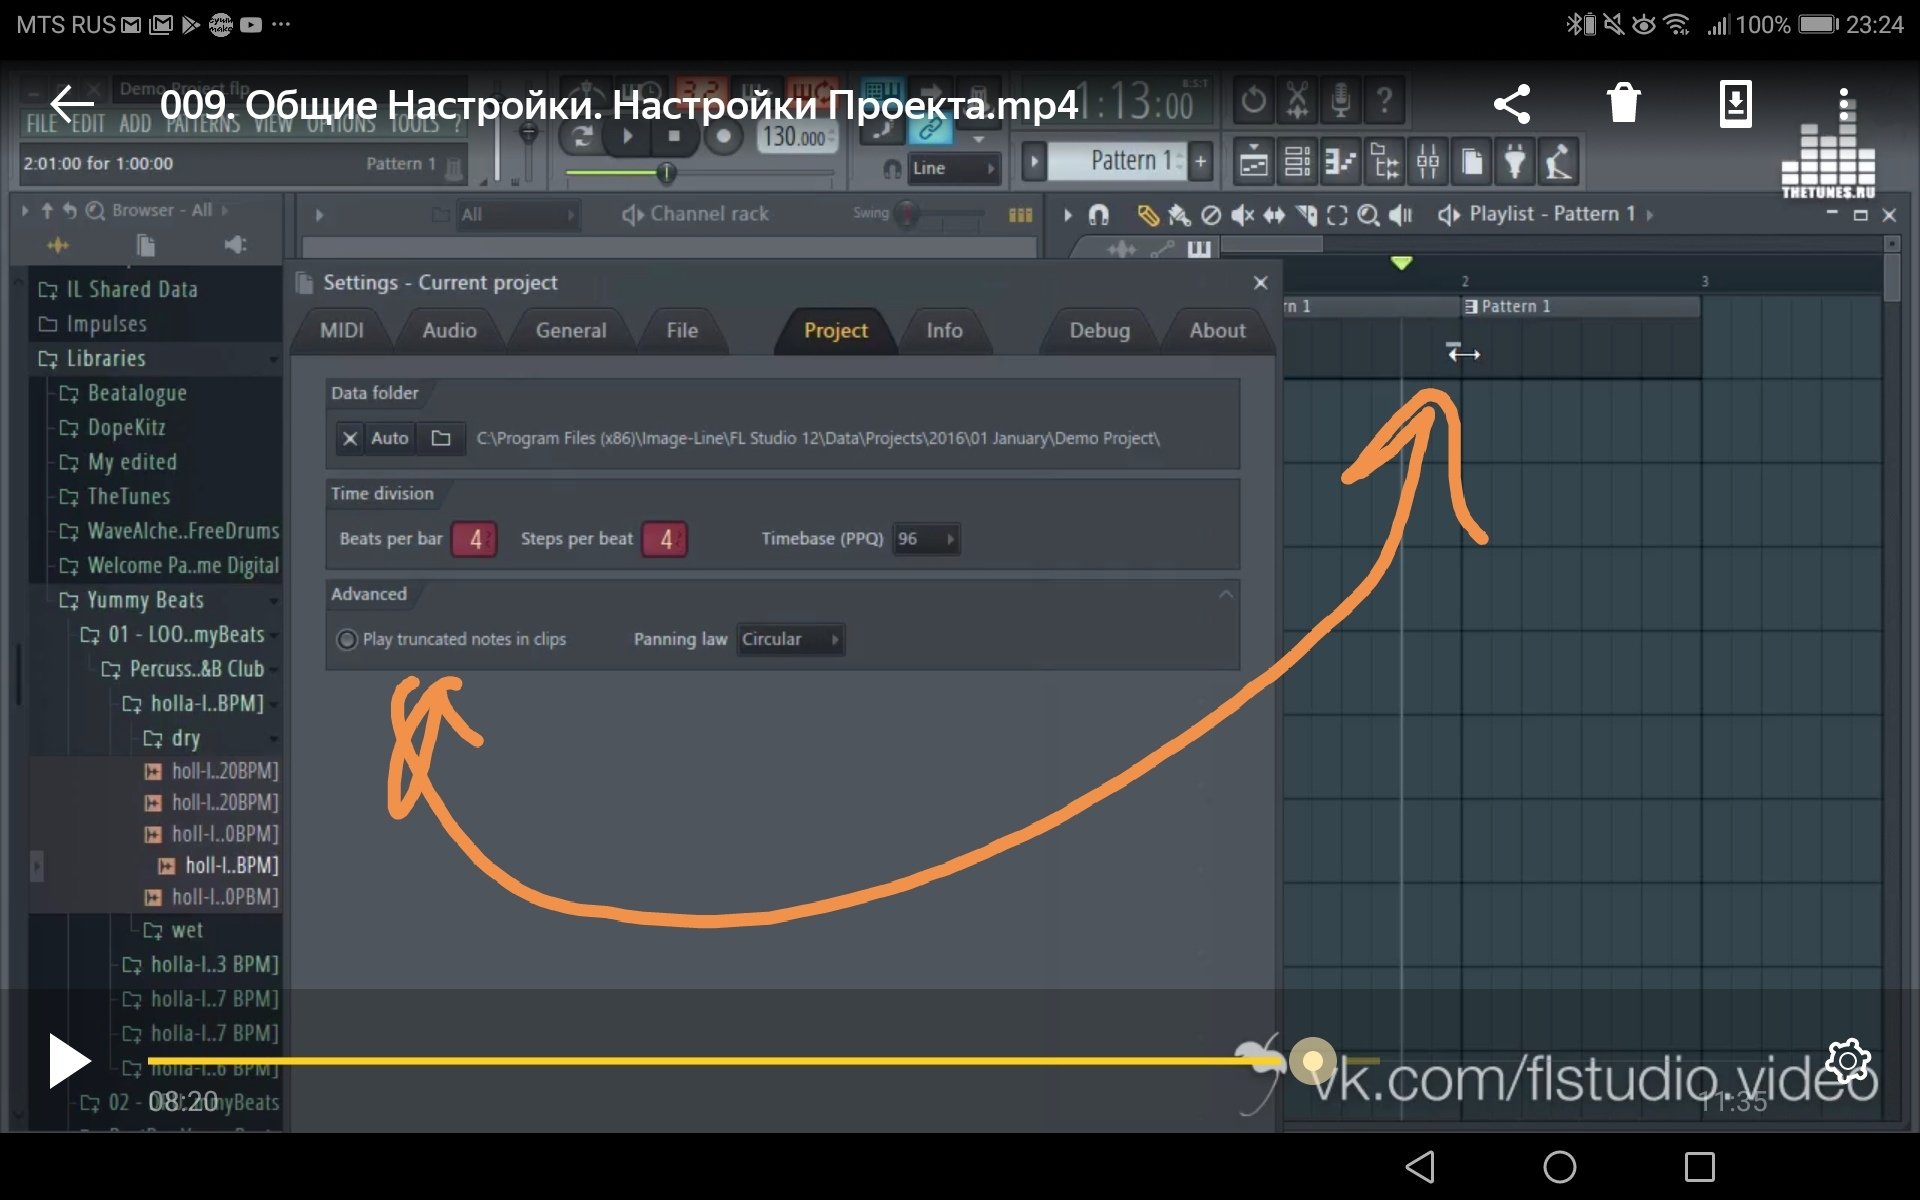 MTS RUS
100% 23:24
Demo Project.flp
009. Общие Настройки. Настройки Проекта.mp4
1:13:00
B:S:T
FILE EDIT ADD PATTERNS VIEW OPTIONS TOOLS ?
3.2
130.000
2:01:00 for 1:00:00
Pattern 1
Line
Pattern 1
THETUNES.RU
Browser - All
All
Channel rack
Swing
Playlist - Pattern 1
IL Shared Data
Impulses
Libraries
Beatalogue
DopeKitz
My edited
TheTunes
WaveAlche..FreeDrums
Welcome Pa..me Digital
Yummy Beats
01 - LOO..myBeats
Percuss..&B Club
holla-l..BPM]
dry
holl-l..20BPM]
holl-l..20BPM]
holl-l..0BPM]
holl-l..BPM]
holl-l..0PBM]
wet
holla-l..3 BPM]
holla-l..7 BPM]
holla-l..7 BPM]
holla-l..6 BPM]
Settings - Current project
MIDI Audio General File Project Info Debug About
Data folder
Auto
C:\Program Files (x86)\Image-Line\FL Studio 12\Data\Projects\2016\01 January\Demo Project\
Time division
Beats per bar 4 Steps per beat 4 Timebase (PPQ) 96
Advanced
Play truncated notes in clips Panning law Circular
2 3
rn 1
Pattern 1
08:20
11:35
vk.com/flstudio.video